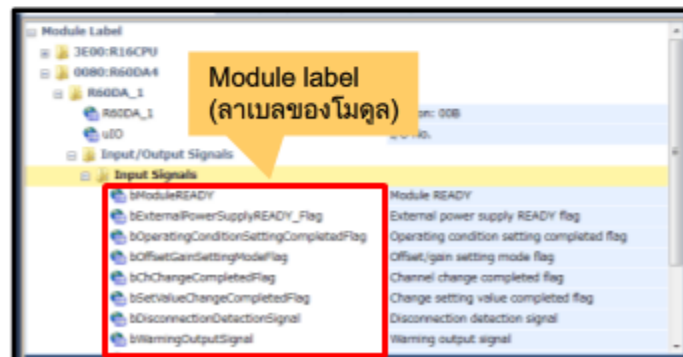 Module Label
3E00:R16CPU
0080:R60DA4
R60DA_1
R60DA_1
uIO
Input/Output Signals
Input Signals
Module label
(ลาเบลของโมดูล)
on: 00B
bModuleREADY Module READY
bExternalPowerSupplyREADY_Flag External power supply READY flag
bOperatingConditionSettingCompletedFlag Operating condition setting completed flag
bOffsetGainSettingModeFlag Offset/gain setting mode flag
bChChangeCompletedFlag Channel change completed flag
bSetValueChangeCompletedFlag Change setting value completed flag
bDisconnectionDetectionSignal Disconnection detection signal
bWarningOutputSignal Warning output signal